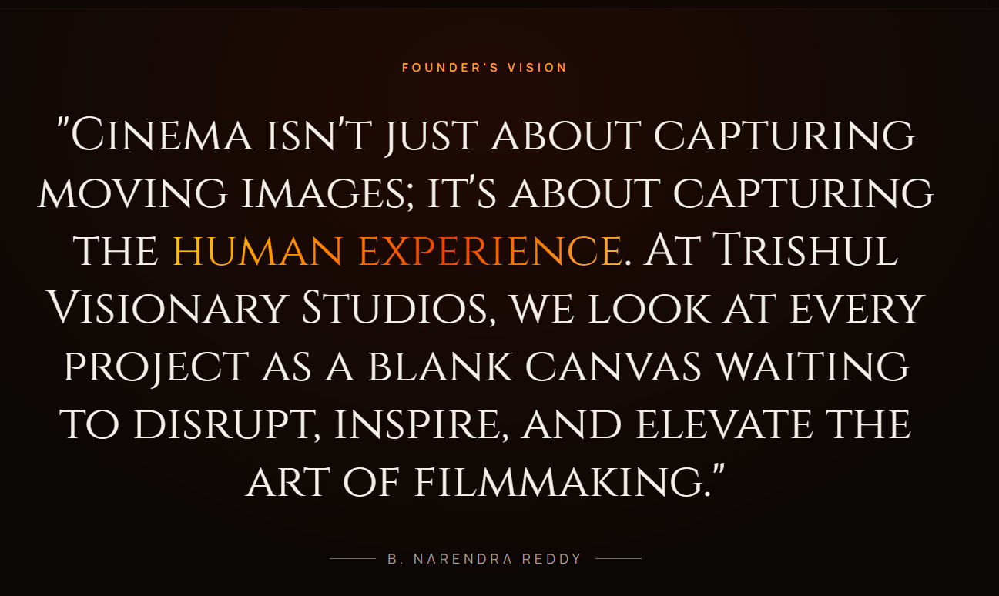 FOUNDER'S VISION
"Cinema isn't just about capturing
moving images; it's about capturing
the human experience. At Trishul
Visionary Studios, we look at every
project as a blank canvas waiting
to disrupt, inspire, and elevate the
art of filmmaking."
B. NARENDRA REDDY